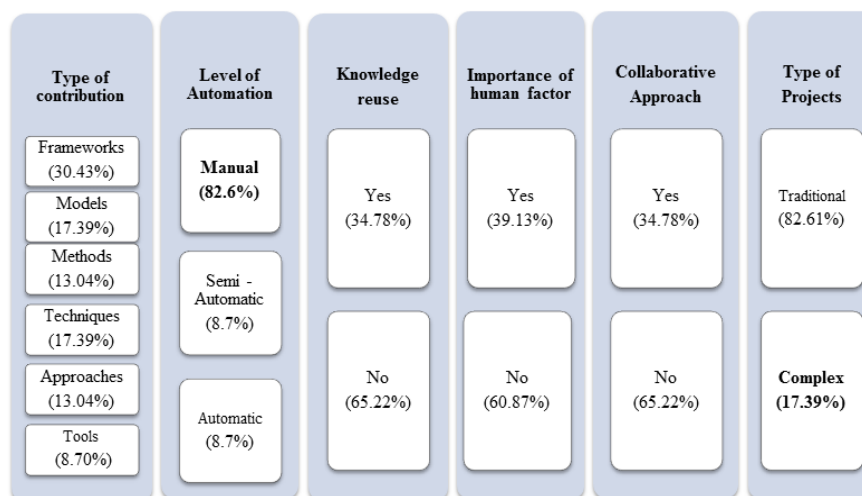 Type of
contribution
Frameworks
(30.43%)
Models
(17.39%)
Methods
(13.04%)
Techniques
(17.39%)
Approaches
(13.04%)
Tools
(8.70%)
Level of
Automation
Manual
(82.6%)
Semi -
Automatic
(8.7%)
Automatic
(8.7%)
Knowledge
reuse
Yes
(34.78%)
No
(65.22%)
Importance of
human factor
Yes
(39.13%)
No
(60.87%)
Collaborative
Approach
Yes
(34.78%)
No
(65.22%)
Type of
Projects
Traditional
(82.61%)
Complex
(17.39%)